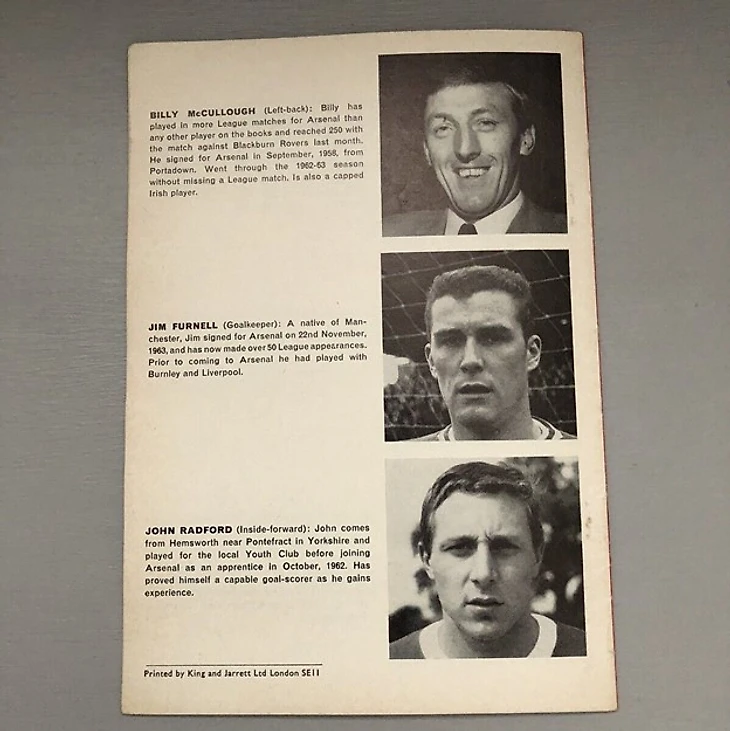 BILLY McCULLOUGH (Left-back): Billy has
played in more League matches for Arsenal than
any other player on the books and reached 250 with
the match against Blackburn Rovers last month.
He signed for Arsenal in September, 1958, from
Portadown. Went through the 1962-63 season
without missing a League match. Is also a capped
Irish player.
JIM FURNELL (Goalkeeper): A native of Man-
chester, Jim signed for Arsenal on 22nd November,
1963, and has now made over 50 League appearances.
Prior to coming to Arsenal he had played with
Burnley and Liverpool.
JOHN RADFORD (Inside-forward): John comes
from Hemsworth near Pontefract in Yorkshire and
played for the local Youth Club before joining
Arsenal as an apprentice in October, 1962. Has
proved himself a capable goal-scorer as he gains
experience.
Printed by King and Jarrett Ltd London SE11